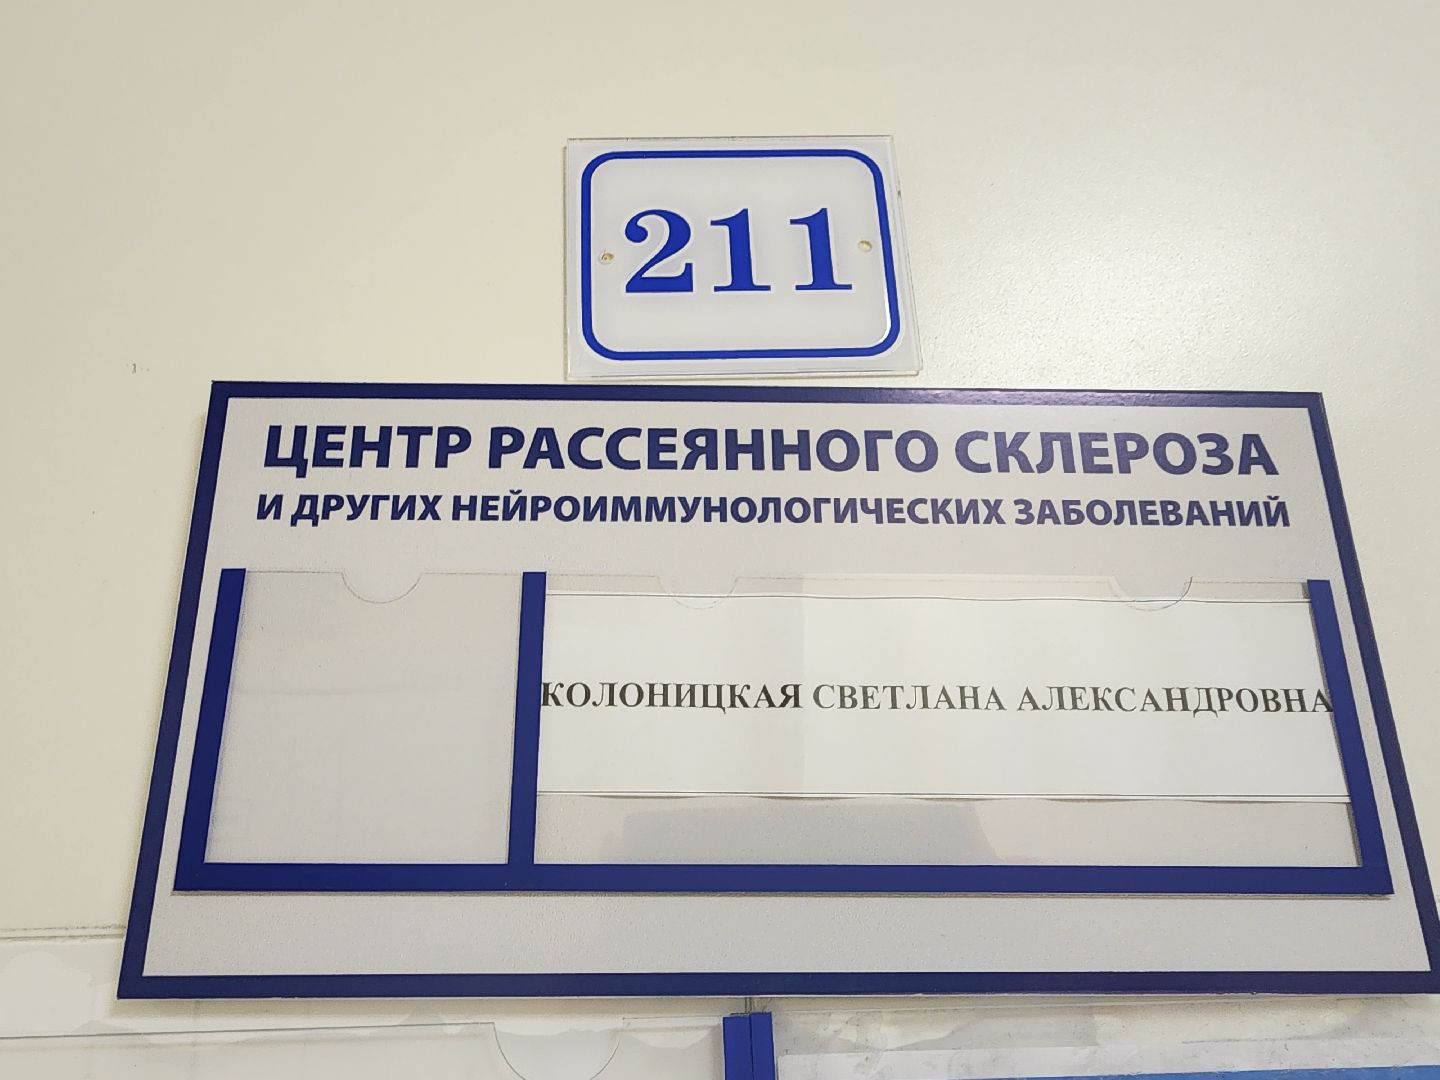 211
ЦЕНТР РАССЕЯННОГО СКЛЕРОЗА
И ДРУГИХ НЕЙРОИММУНОЛОГИЧЕСКИХ ЗАБОЛЕВАНИЙ
КОЛОНИЦКАЯ СВЕТЛАНА АЛЕКСАНДРОВНА